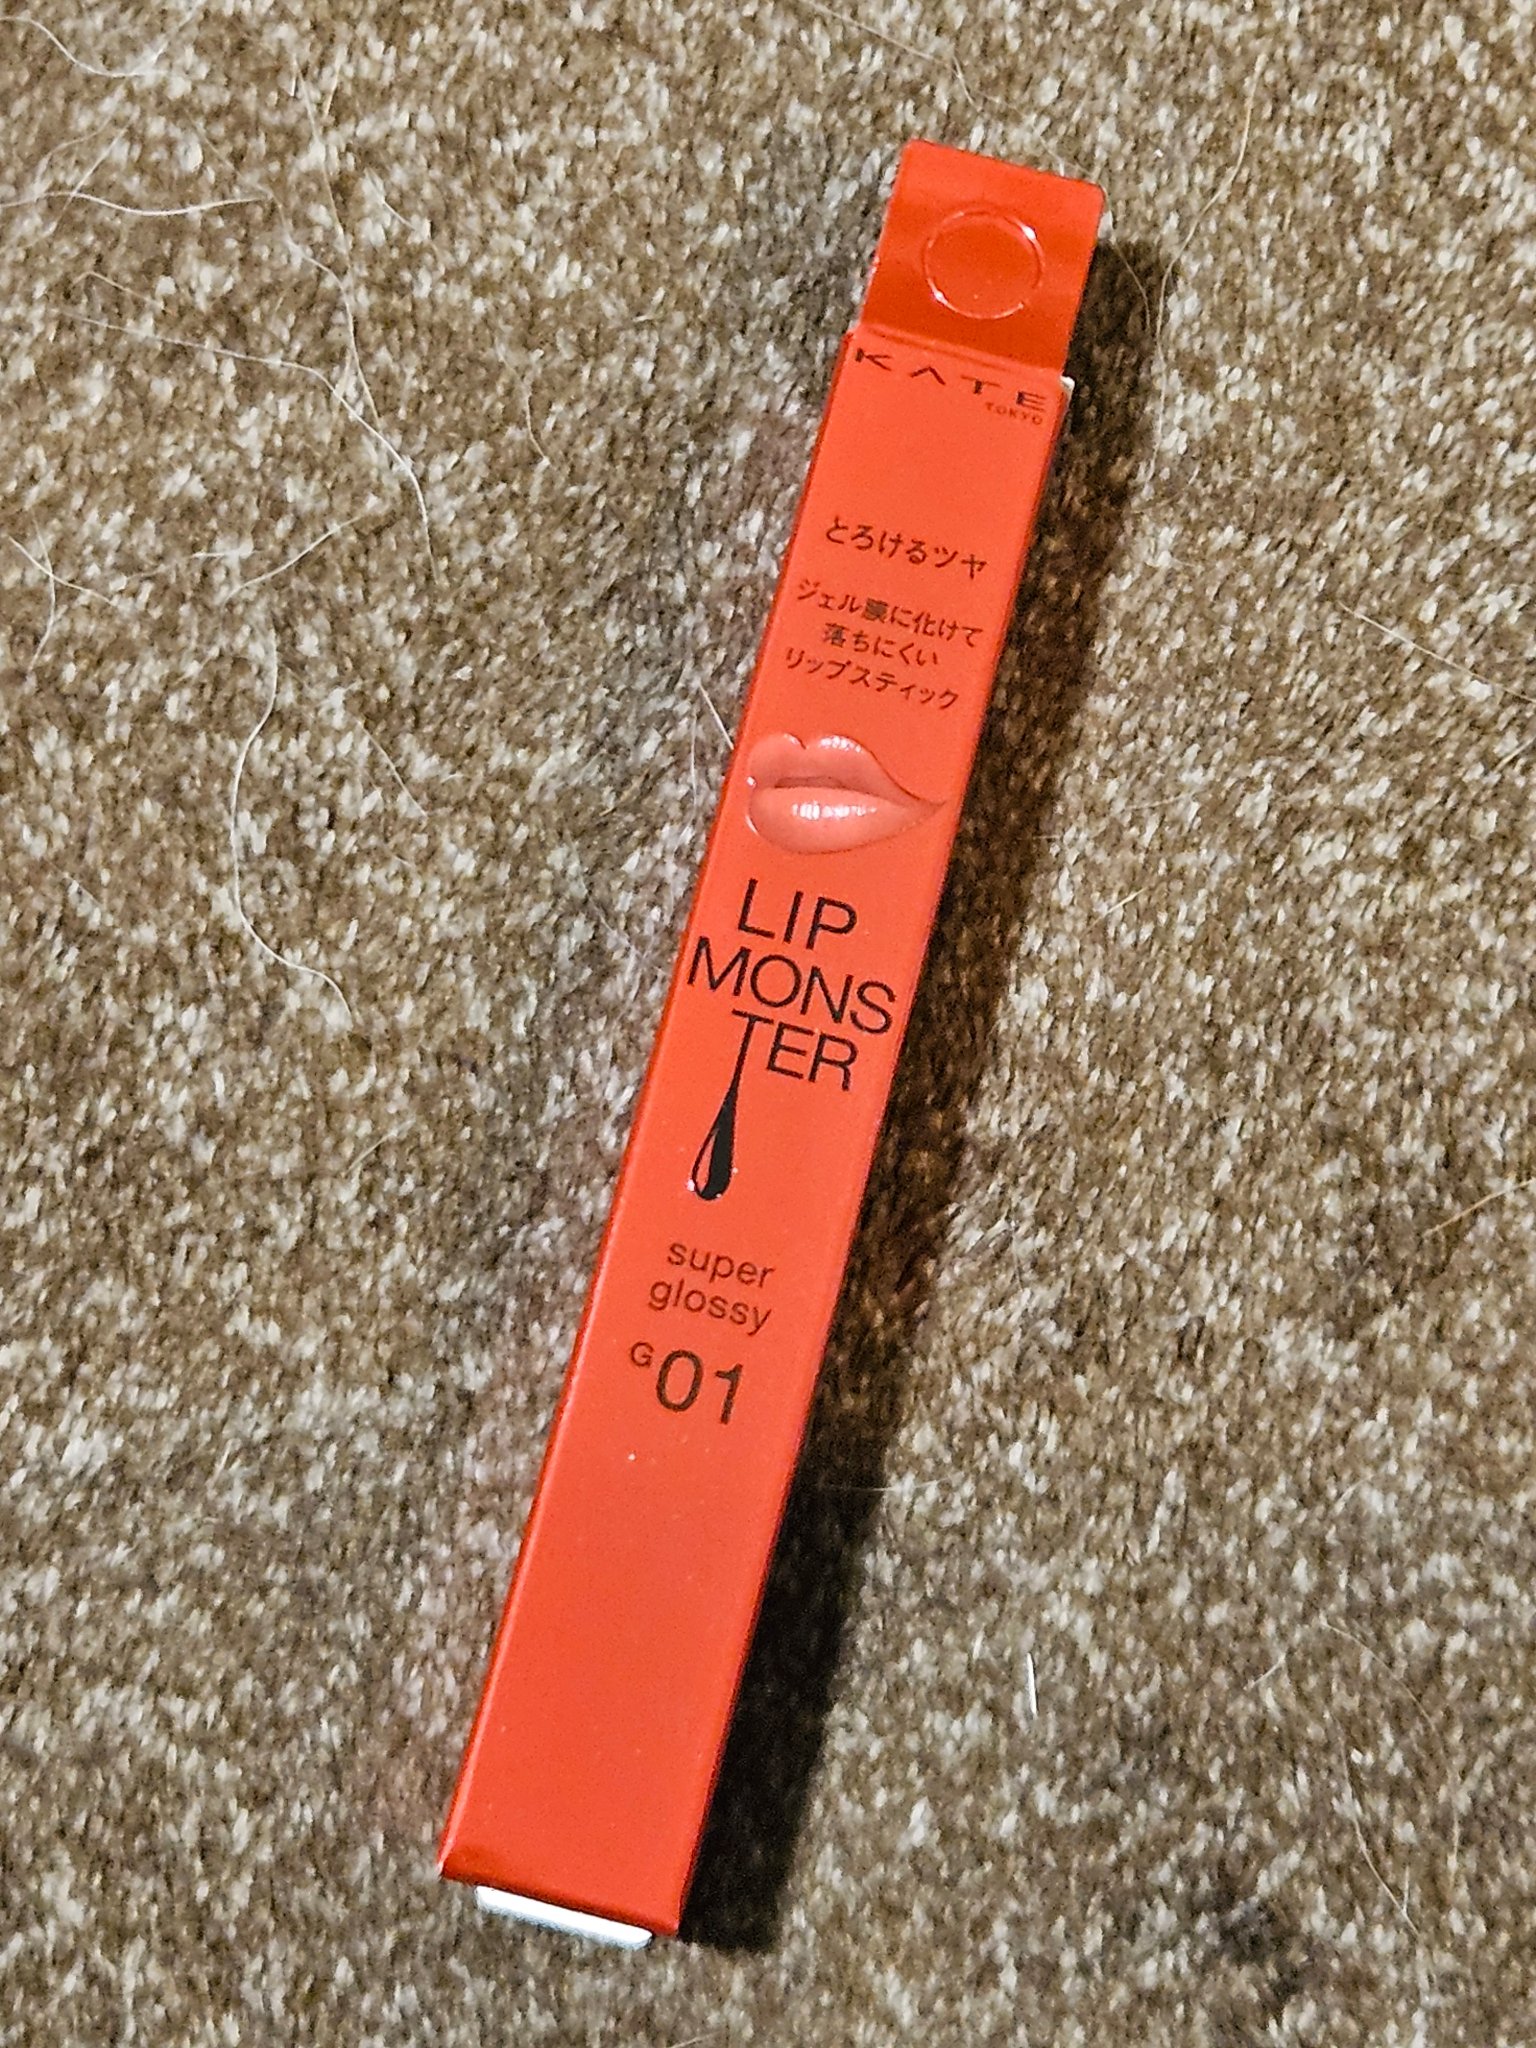 KATE
TOKYO
とろけるツヤ
ジェル膜に化けて
落ちにくい
リップスティック
LIP
MONS
TER
super
glossy
G01